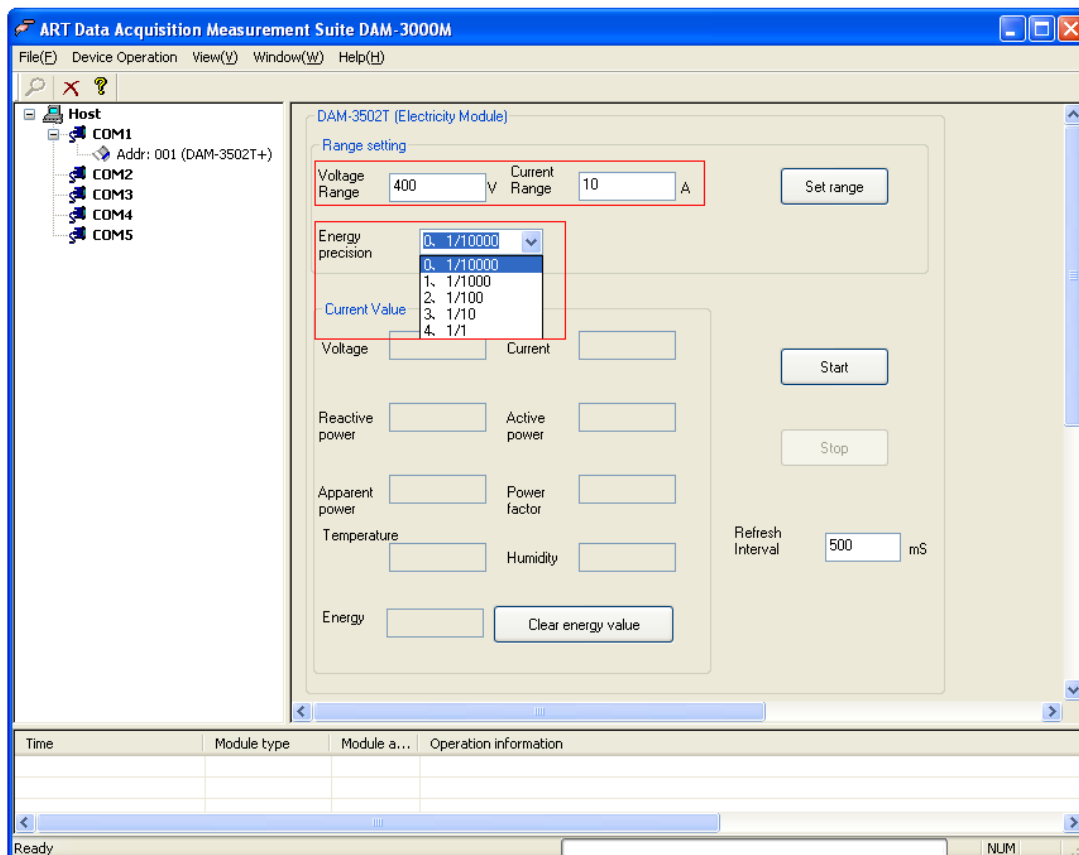 ART Data Acquisition Measurement Suite DAM-3000M
File(F) Device Operation View(V) Window(W) Help(H)
Host
COM1
Addr: 001 (DAM-3502T+)
COM2
COM3
COM4
COM5
DAM-3502T (Electricity Module)
Range setting
Voltage Range 400 V Current Range 10 A
Set range
Energy precision
0、1/10000
0、1/10000
1、1/1000
2、1/100
3、1/10
4、1/1
Current Value
Voltage Current
Start
Reactive power Active power
Stop
Apparent power Power factor
Temperature Humidity
Refresh Interval 500 mS
Energy Clear energy value
Time Module type Module a... Operation information
Ready NUM